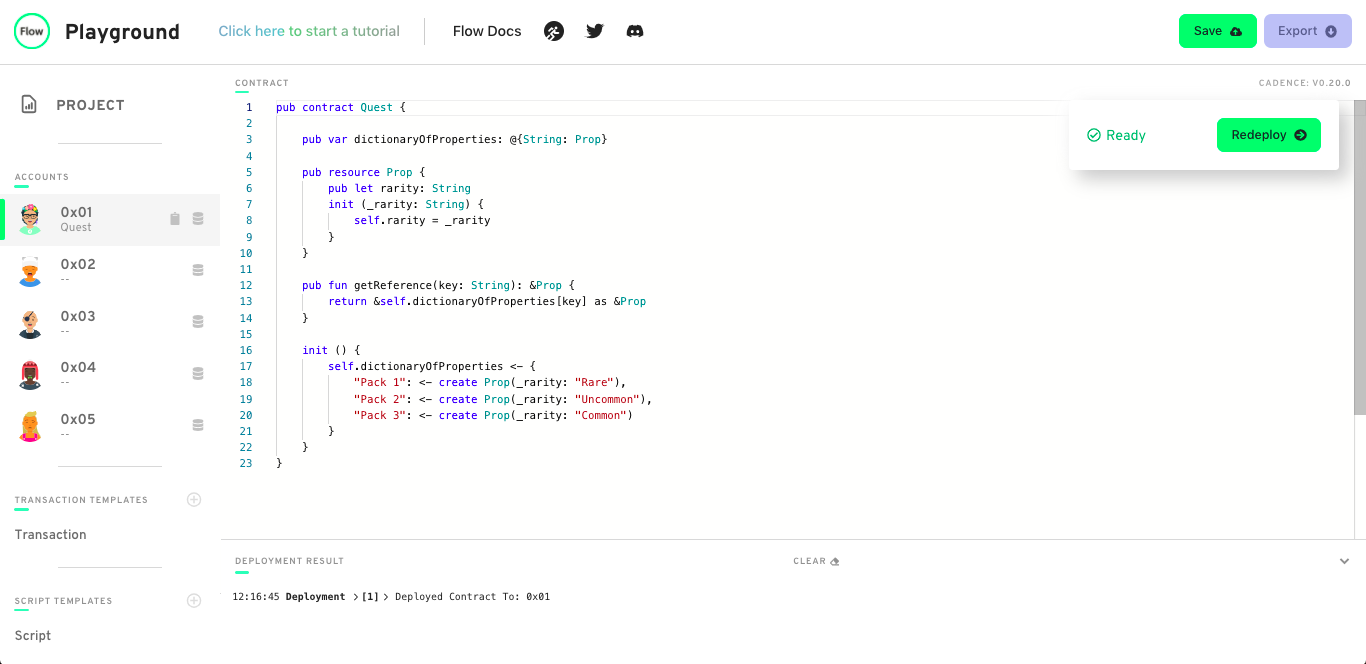 Flow
Playground
Click here to start a tutorial
Flow Docs
Save
Export
PROJECT
ACCOUNTS
0x01
Quest
0x02
--
0x03
--
0x04
--
0x05
--
TRANSACTION TEMPLATES
Transaction
SCRIPT TEMPLATES
Script
CONTRACT
CADENCE: V0.20.0
Ready
Redeploy
1 pub contract Quest {
2
3 pub var dictionaryOfProperties: @{String: Prop}
4
5 pub resource Prop {
6 pub let rarity: String
7 init (_rarity: String) {
8 self.rarity = _rarity
9 }
10 }
11
12 pub fun getReference(key: String): &Prop {
13 return &self.dictionaryOfProperties[key] as &Prop
14 }
15
16 init () {
17 self.dictionaryOfProperties <- {
18 "Pack 1": <- create Prop(_rarity: "Rare"),
19 "Pack 2": <- create Prop(_rarity: "Uncommon"),
20 "Pack 3": <- create Prop(_rarity: "Common")
21 }
22 }
23 }
DEPLOYMENT RESULT
CLEAR
12:16:45 Deployment > [1] > Deployed Contract To: 0x01